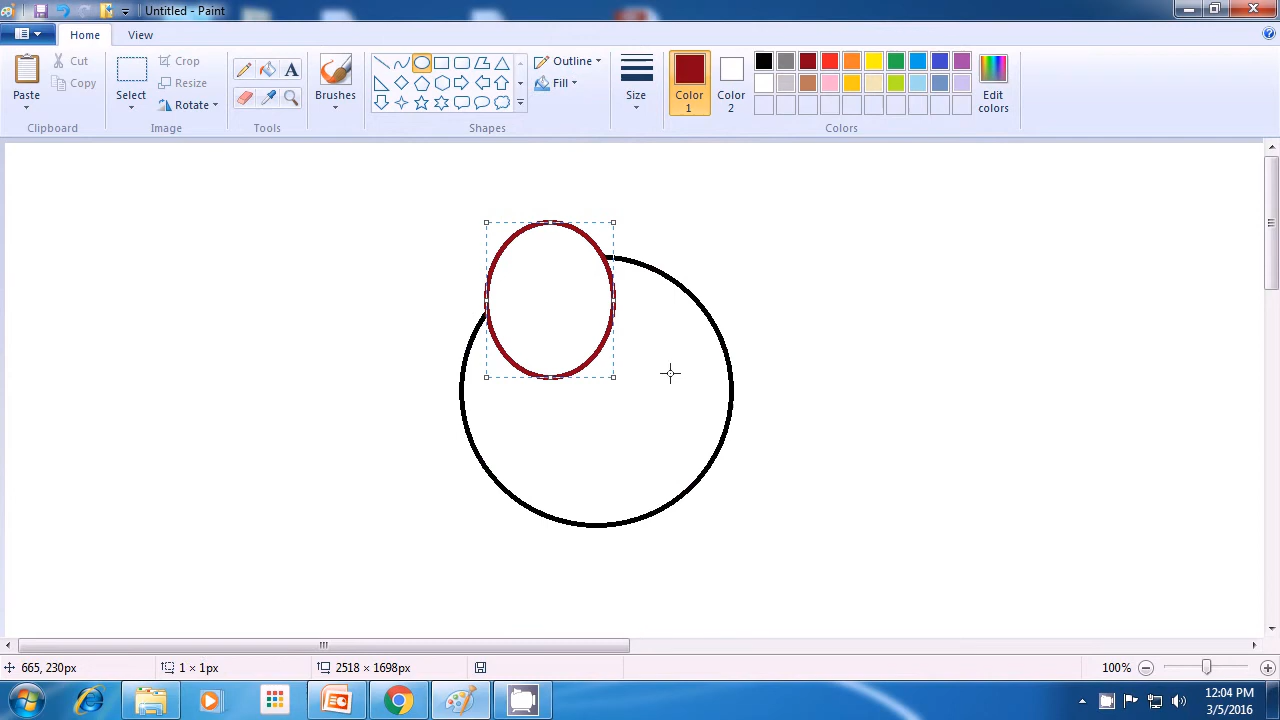 Untitled - Paint
Home View
Paste
Cut
Copy
Clipboard
Select
Crop
Resize
Rotate
Image
A
Tools
Brushes
Outline
Fill
Shapes
Size
Color 1
Color 2
Edit colors
Colors
665, 230px 1 × 1px 2518 × 1698px 100%
12:04 PM
3/5/2016